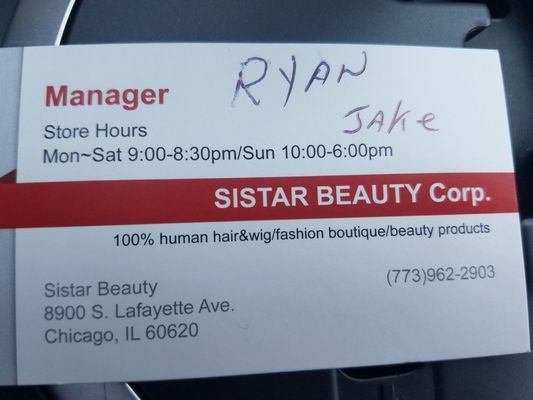 Manager RYAN
JAKe
Store Hours
Mon~Sat 9:00-8:30pm/Sun 10:00-6:00pm
SISTAR BEAUTY Corp.
100% human hair&wig/fashion boutique/beauty products
(773)962-2903
Sistar Beauty
8900 S. Lafayette Ave.
Chicago, IL 60620